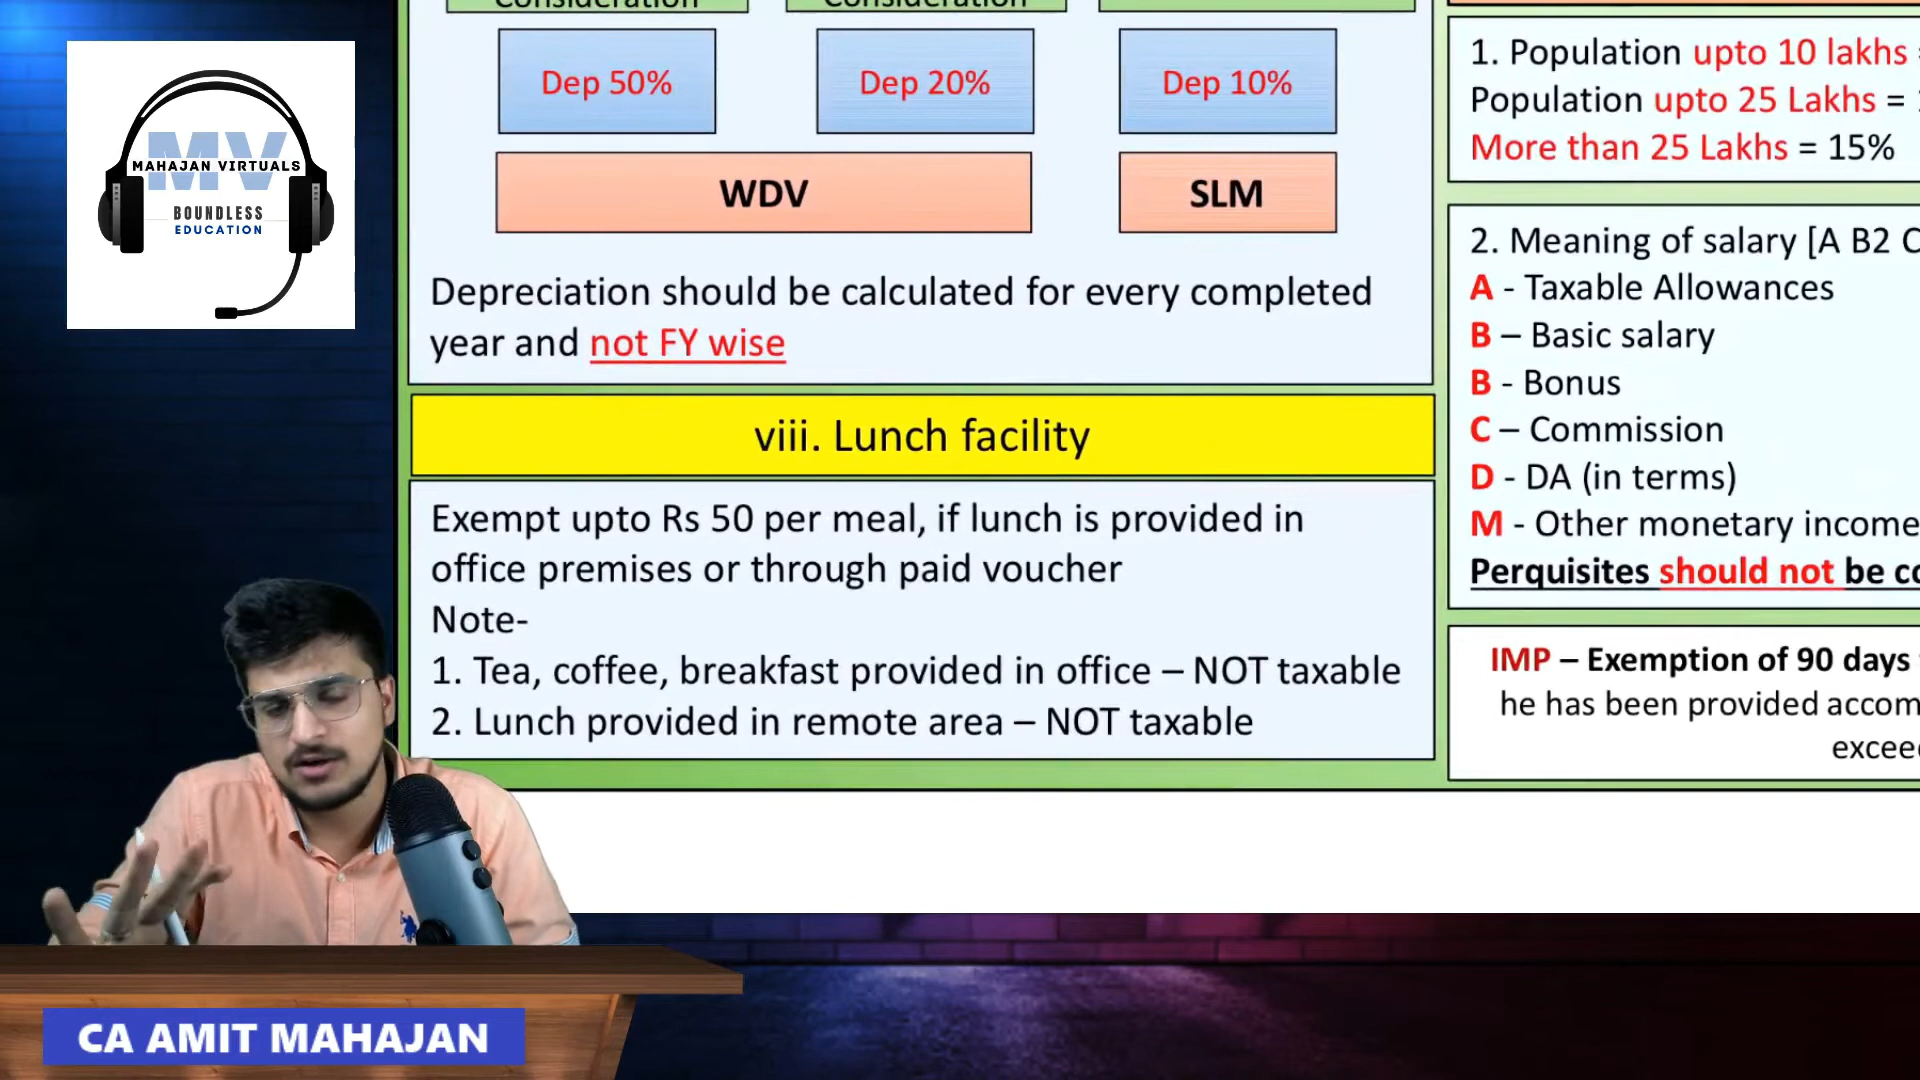 MV
MAHAJAN VIRTUALS
BOUNDLESS
EDUCATION
Consideration
Consideration
Dep 50%
Dep 20%
Dep 10%
WDV
SLM
Depreciation should be calculated for every completed
year and not FY wise
viii. Lunch facility
Exempt upto Rs 50 per meal, if lunch is provided in
office premises or through paid voucher
Note-
1. Tea, coffee, breakfast provided in office – NOT taxable
2. Lunch provided in remote area – NOT taxable
1. Population upto 10 lakhs
Population upto 25 Lakhs =
More than 25 Lakhs = 15%
2. Meaning of salary [A B2 C
A - Taxable Allowances
B – Basic salary
B - Bonus
C – Commission
D - DA (in terms)
M - Other monetary income
Perquisites should not be
IMP – Exemption of 90 days
he has been provided
CA AMIT MAHAJAN